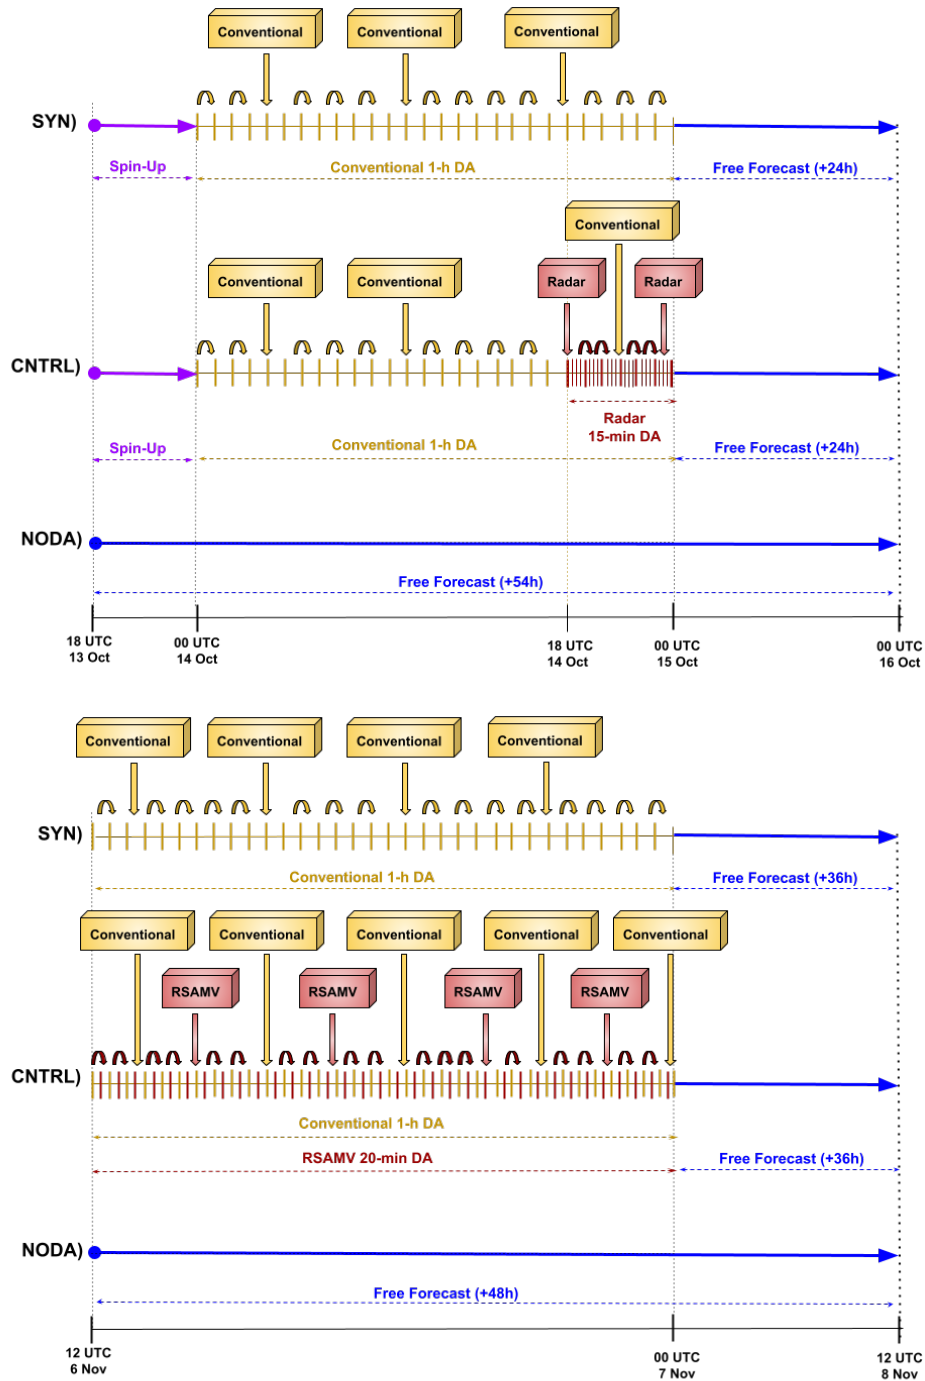 Conventional
Conventional
Conventional
SYN)
Spin-Up
Conventional 1-h DA
Free Forecast (+24h)
Conventional
Conventional
Conventional
Radar
Radar
CNTRL)
Radar
15-min DA
Spin-Up
Conventional 1-h DA
Free Forecast (+24h)
NODA)
Free Forecast (+54h)
18 UTC
13 Oct
00 UTC
14 Oct
18 UTC
14 Oct
00 UTC
15 Oct
00 UTC
16 Oct
Conventional
Conventional
Conventional
Conventional
SYN)
Conventional 1-h DA
Free Forecast (+36h)
Conventional
Conventional
Conventional
Conventional
Conventional
RSAMV
RSAMV
RSAMV
RSAMV
CNTRL)
Conventional 1-h DA
RSAMV 20-min DA
Free Forecast (+36h)
NODA)
Free Forecast (+48h)
12 UTC
6 Nov
00 UTC
7 Nov
12 UTC
8 Nov